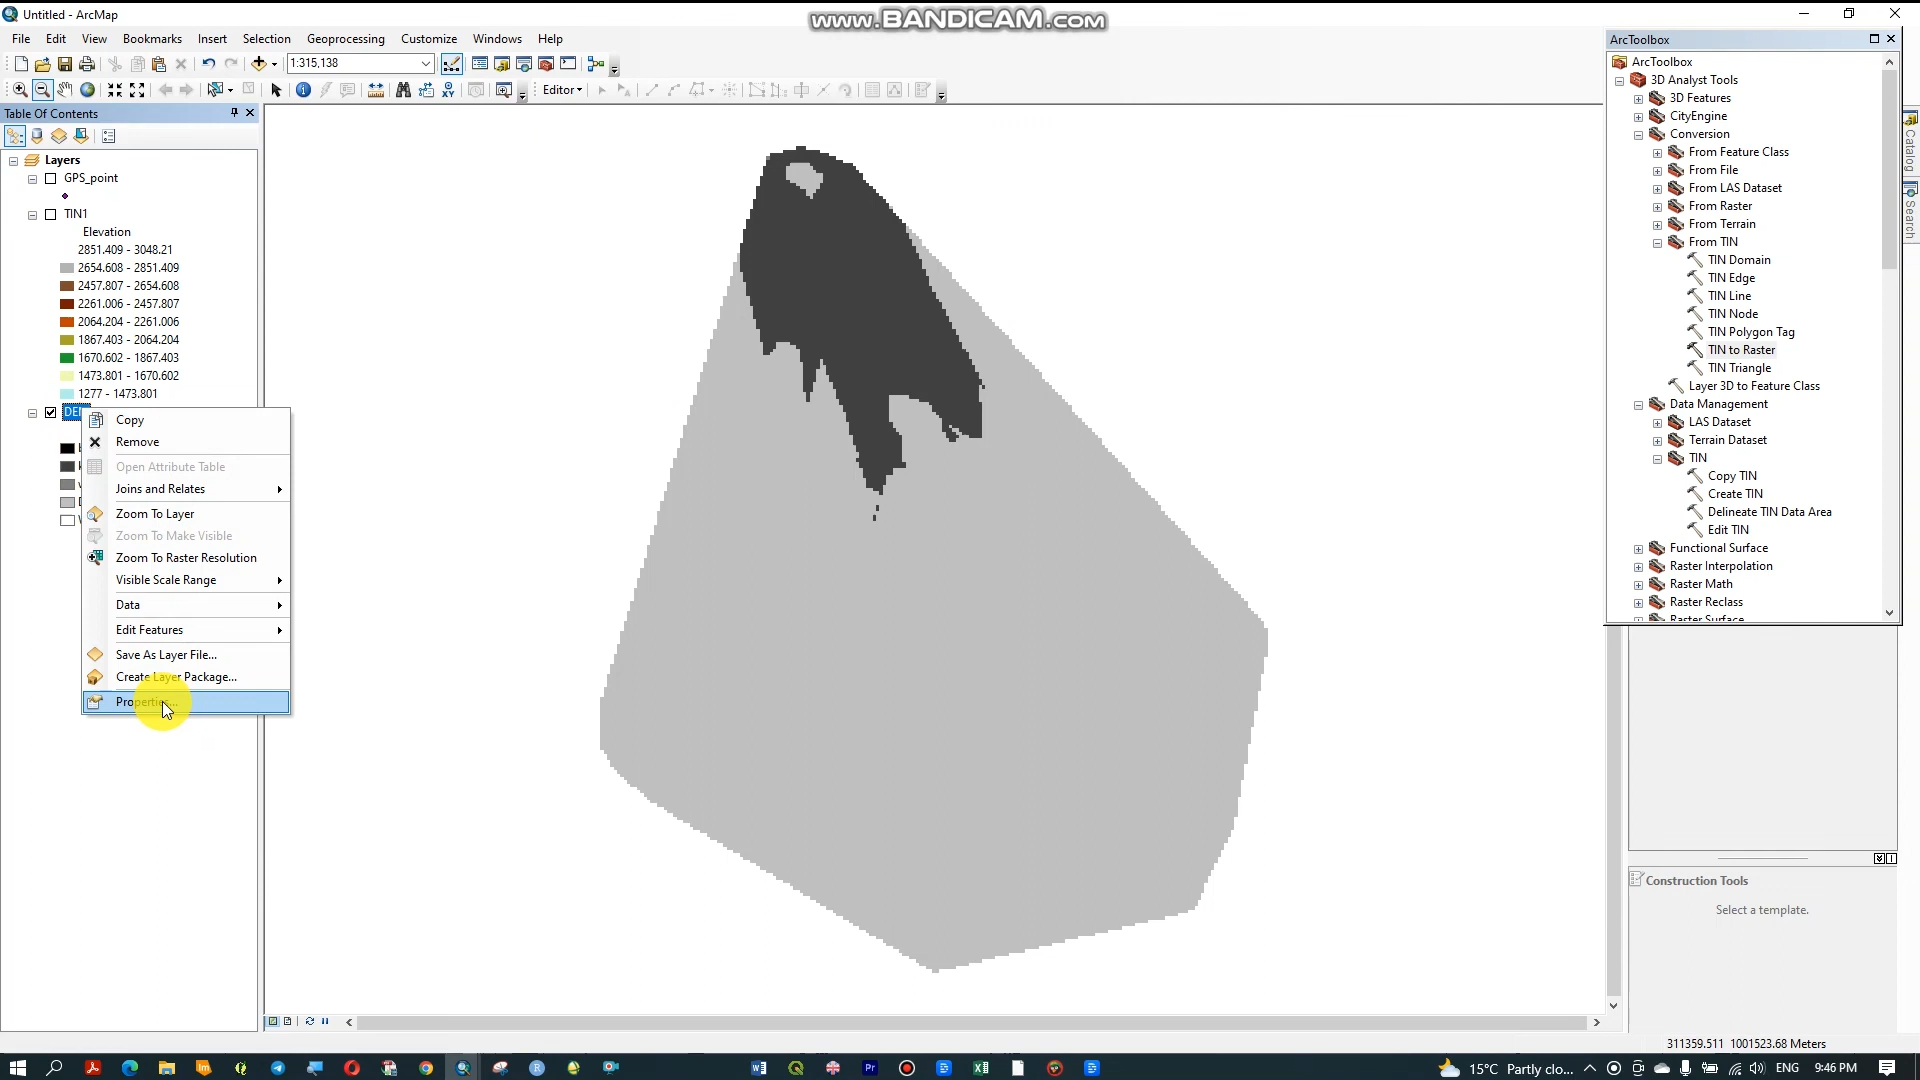 Untitled - ArcMap
www.BANDICAM.com
File Edit View Bookmarks Insert Selection Geoprocessing Customize Windows Help
1:315,138
Editor
Table Of Contents
Layers
GPS_point
TIN1
Elevation
2851.409 - 3048.21
2654.608 - 2851.409
2457.807 - 2654.608
2261.006 - 2457.807
2064.204 - 2261.006
1867.403 - 2064.204
1670.602 - 1867.403
1473.801 - 1670.602
1277 - 1473.801
Copy
Remove
Open Attribute Table
Joins and Relates
Zoom To Layer
Zoom To Make Visible
Zoom To Raster Resolution
Visible Scale Range
Data
Edit Features
Save As Layer File...
Create Layer Package...
Properties...
ArcToolbox
ArcToolbox
3D Analyst Tools
3D Features
CityEngine
Conversion
From Feature Class
From File
From LAS Dataset
From Raster
From Terrain
From TIN
TIN Domain
TIN Edge
TIN Line
TIN Node
TIN Polygon Tag
TIN to Raster
TIN Triangle
Layer 3D to Feature Class
Data Management
LAS Dataset
Terrain Dataset
TIN
Copy TIN
Create TIN
Delineate TIN Data Area
Edit TIN
Functional Surface
Raster Interpolation
Raster Math
Raster Reclass
Raster Surface
Catalog
Search
Construction Tools
Select a template.
311359.511 1001523.68 Meters
15°C Partly clo...
ENG
9:46 PM